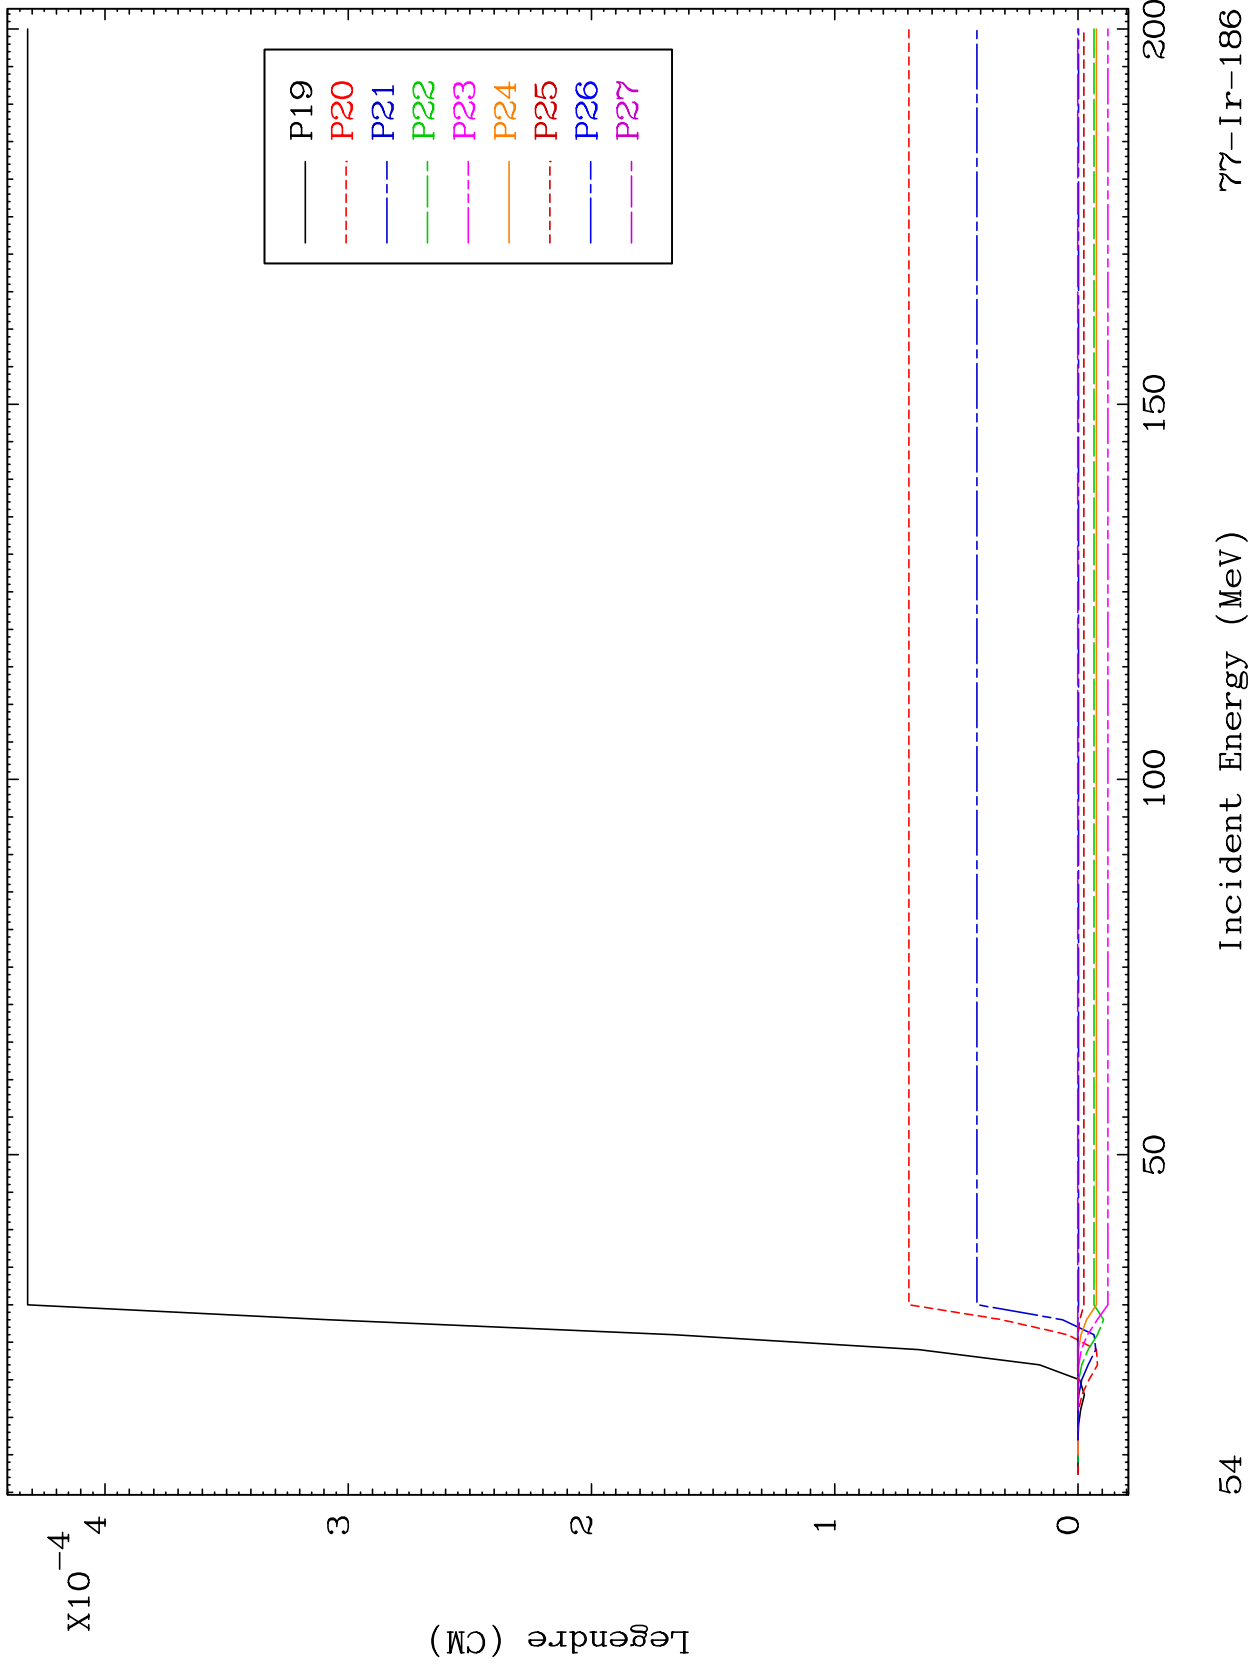 X10-4
4
3
2
1
0
Legendre (CM)
P19
P20
P21
P22
P23
P24
P25
P26
P27
50
100
150
200
Incident Energy (MeV)
54
77-Ir-186